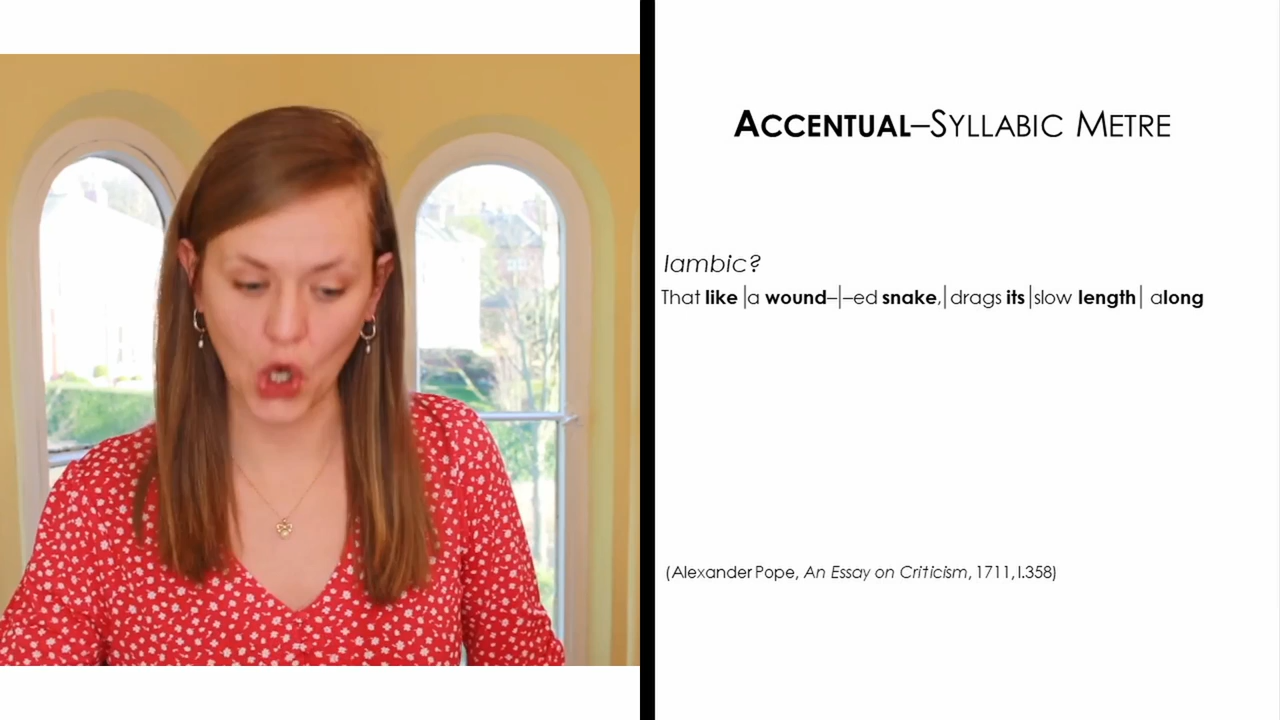 ACCENTUAL–SYLLABIC METRE
Iambic?
That like |a wound–|–ed snake,| drags its |slow length| along
(Alexander Pope, An Essay on Criticism, 1711, l.358)